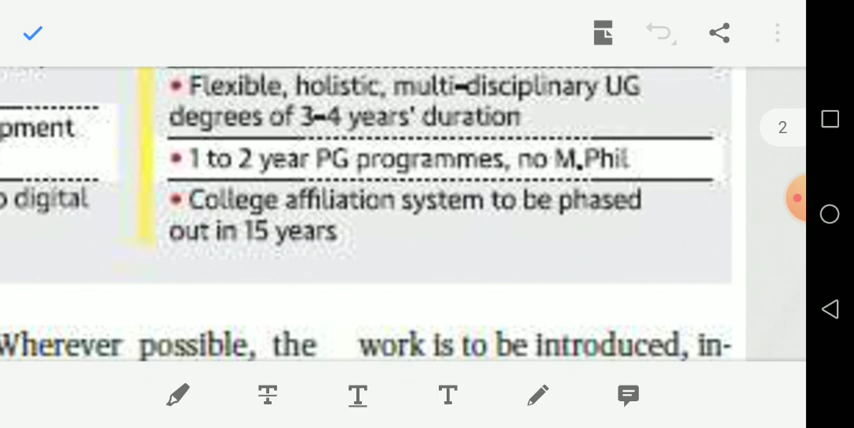 2
• Flexible, holistic, multi-disciplinary UG
degrees of 3-4 years' duration
pment
• 1 to 2 year PG programmes, no M.Phil
digital
• College affiliation system to be phased
out in 15 years
Wherever possible, the
work is to be introduced, in-
T
T
T